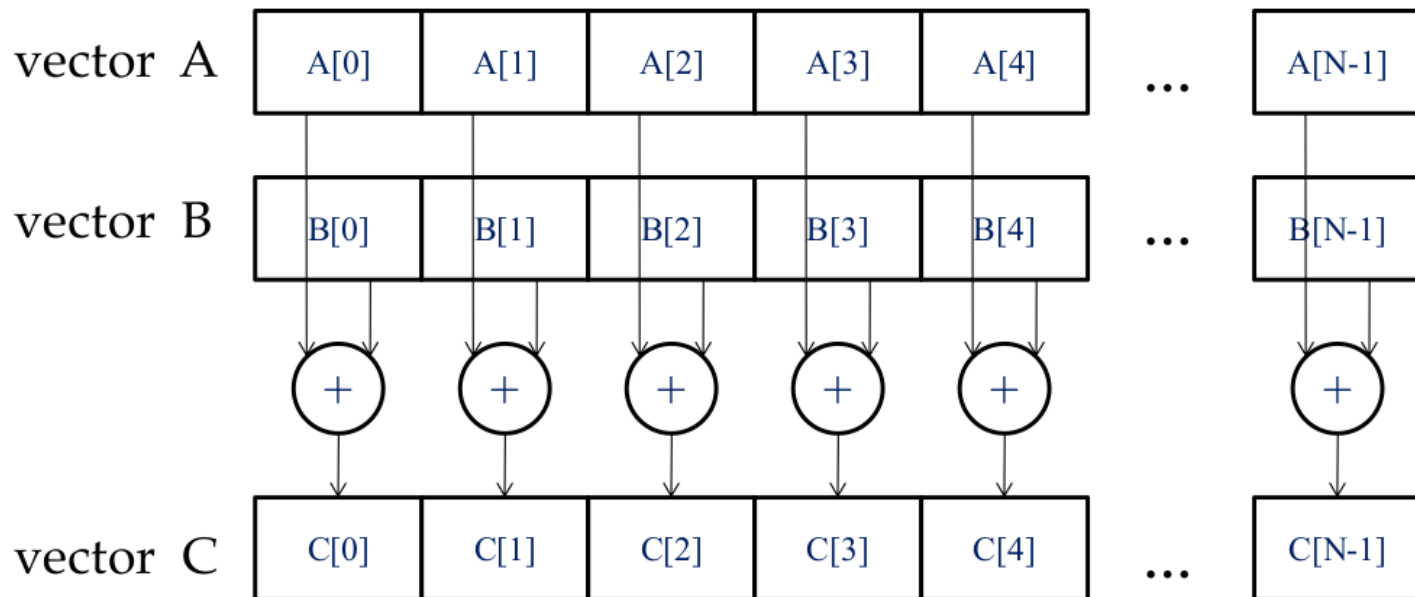 vector A A[0] A[1] A[2] A[3] A[4] ... A[N-1]
vector B B[0] B[1] B[2] B[3] B[4] ... B[N-1]
+ + + + + +
vector C C[0] C[1] C[2] C[3] C[4] ... C[N-1]